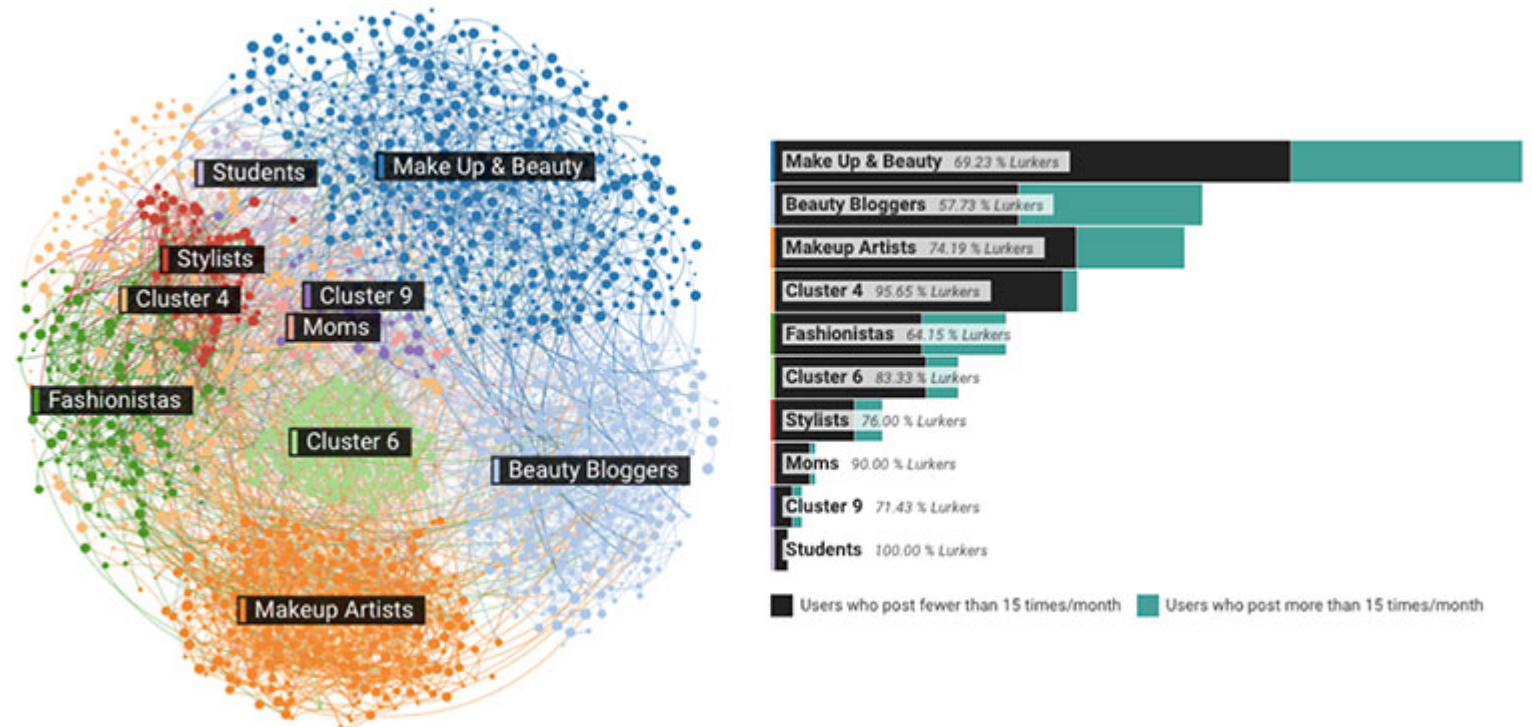 Students
Make Up & Beauty
Stylists
Cluster 4
Cluster 9
Moms
Fashionistas
Cluster 6
Beauty Bloggers
Makeup Artists
Make Up & Beauty 69.23 % Lurkers
Beauty Bloggers 57.73 % Lurkers
Makeup Artists 74.19 % Lurkers
Cluster 4 95.65 % Lurkers
Fashionistas 64.15 % Lurkers
Cluster 6 83.33 % Lurkers
Stylists 76.00 % Lurkers
Moms 90.00 % Lurkers
Cluster 9 71.43 % Lurkers
Students 100.00 % Lurkers
Users who post fewer than 15 times/month
Users who post more than 15 times/month